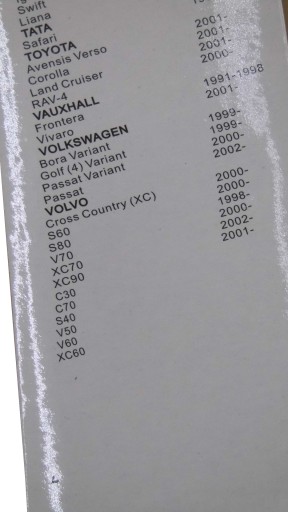 Swift
Liana
TATA
Safari
TOYOTA
Avensis Verso 2001-
Corolla 2001-
Land Cruiser 2001-
RAV-4 2000-
VAUXHALL
Frontera 1991-1998
Vivaro 2001-
VOLKSWAGEN
Bora Variant 1999-
Golf (4) Variant 1999-
Passat Variant 2000-
Passat 2002-
VOLVO
Cross Country (XC) 2000-
S60 2000-
S80 1998-
V70 2000-
XC70 2002-
XC90 2001-
C30
C70
S40
V50
V60
XC60